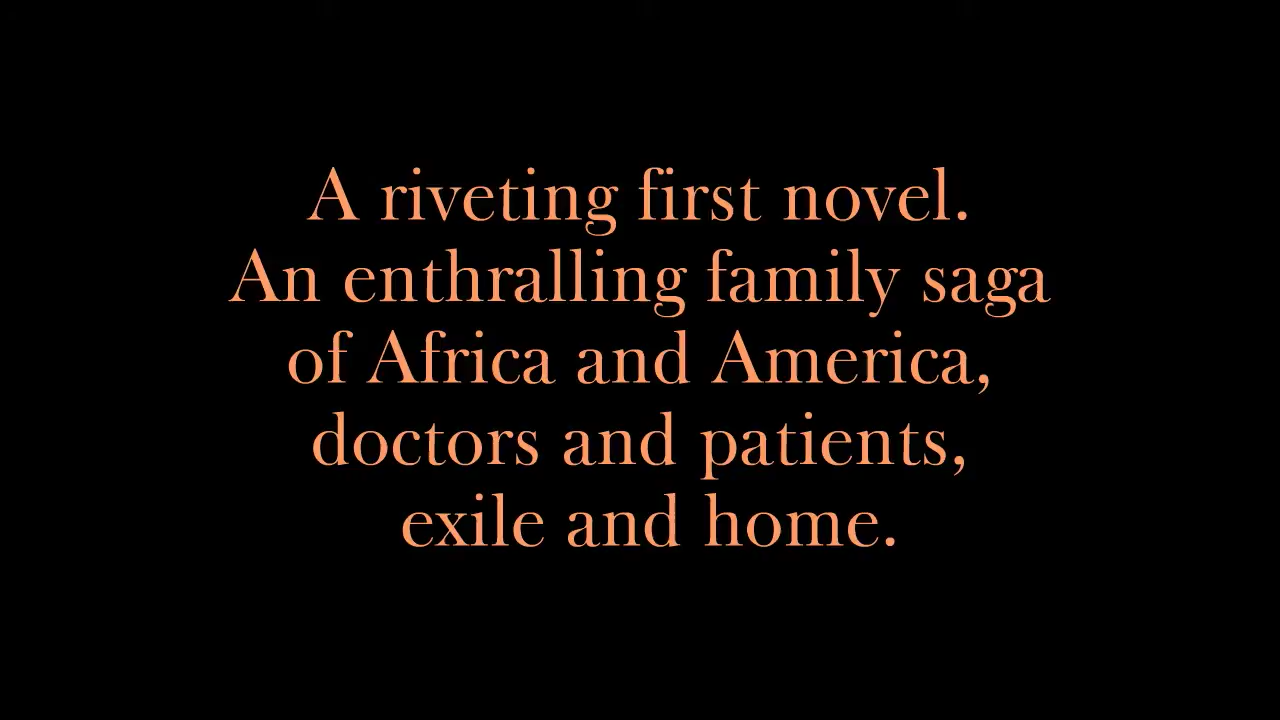 A riveting first novel.
An enthralling family saga
of Africa and America,
doctors and patients,
exile and home.